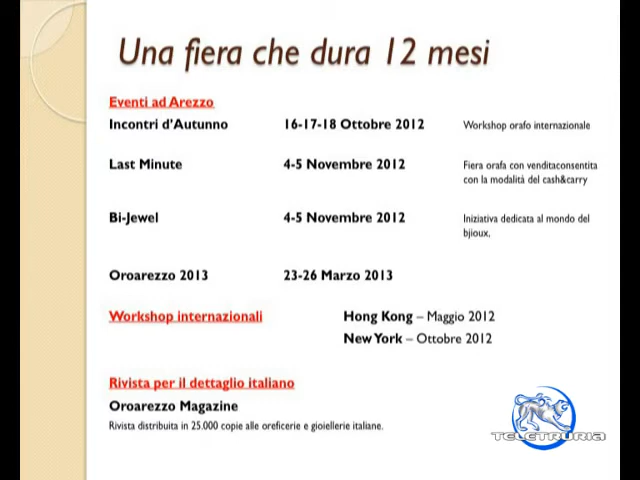 Una fiera che dura 12 mesi
Eventi ad Arezzo
Incontri d'Autunno 16-17-18 Ottobre 2012 Workshop orafo internazionale
Last Minute 4-5 Novembre 2012 Fiera orafa con venditaconsentita
con la modalità del cash&carry
Bi-Jewel 4-5 Novembre 2012 Iniziativa dedicata al mondo del
bjioux.
Oroarezzo 2013 23-26 Marzo 2013
Workshop internazionali Hong Kong – Maggio 2012
New York – Ottobre 2012
Rivista per il dettaglio italiano
Oroarezzo Magazine
Rivista distribuita in 25.000 copie alle oreficerie e gioiellerie italiane.
TELETRURIA